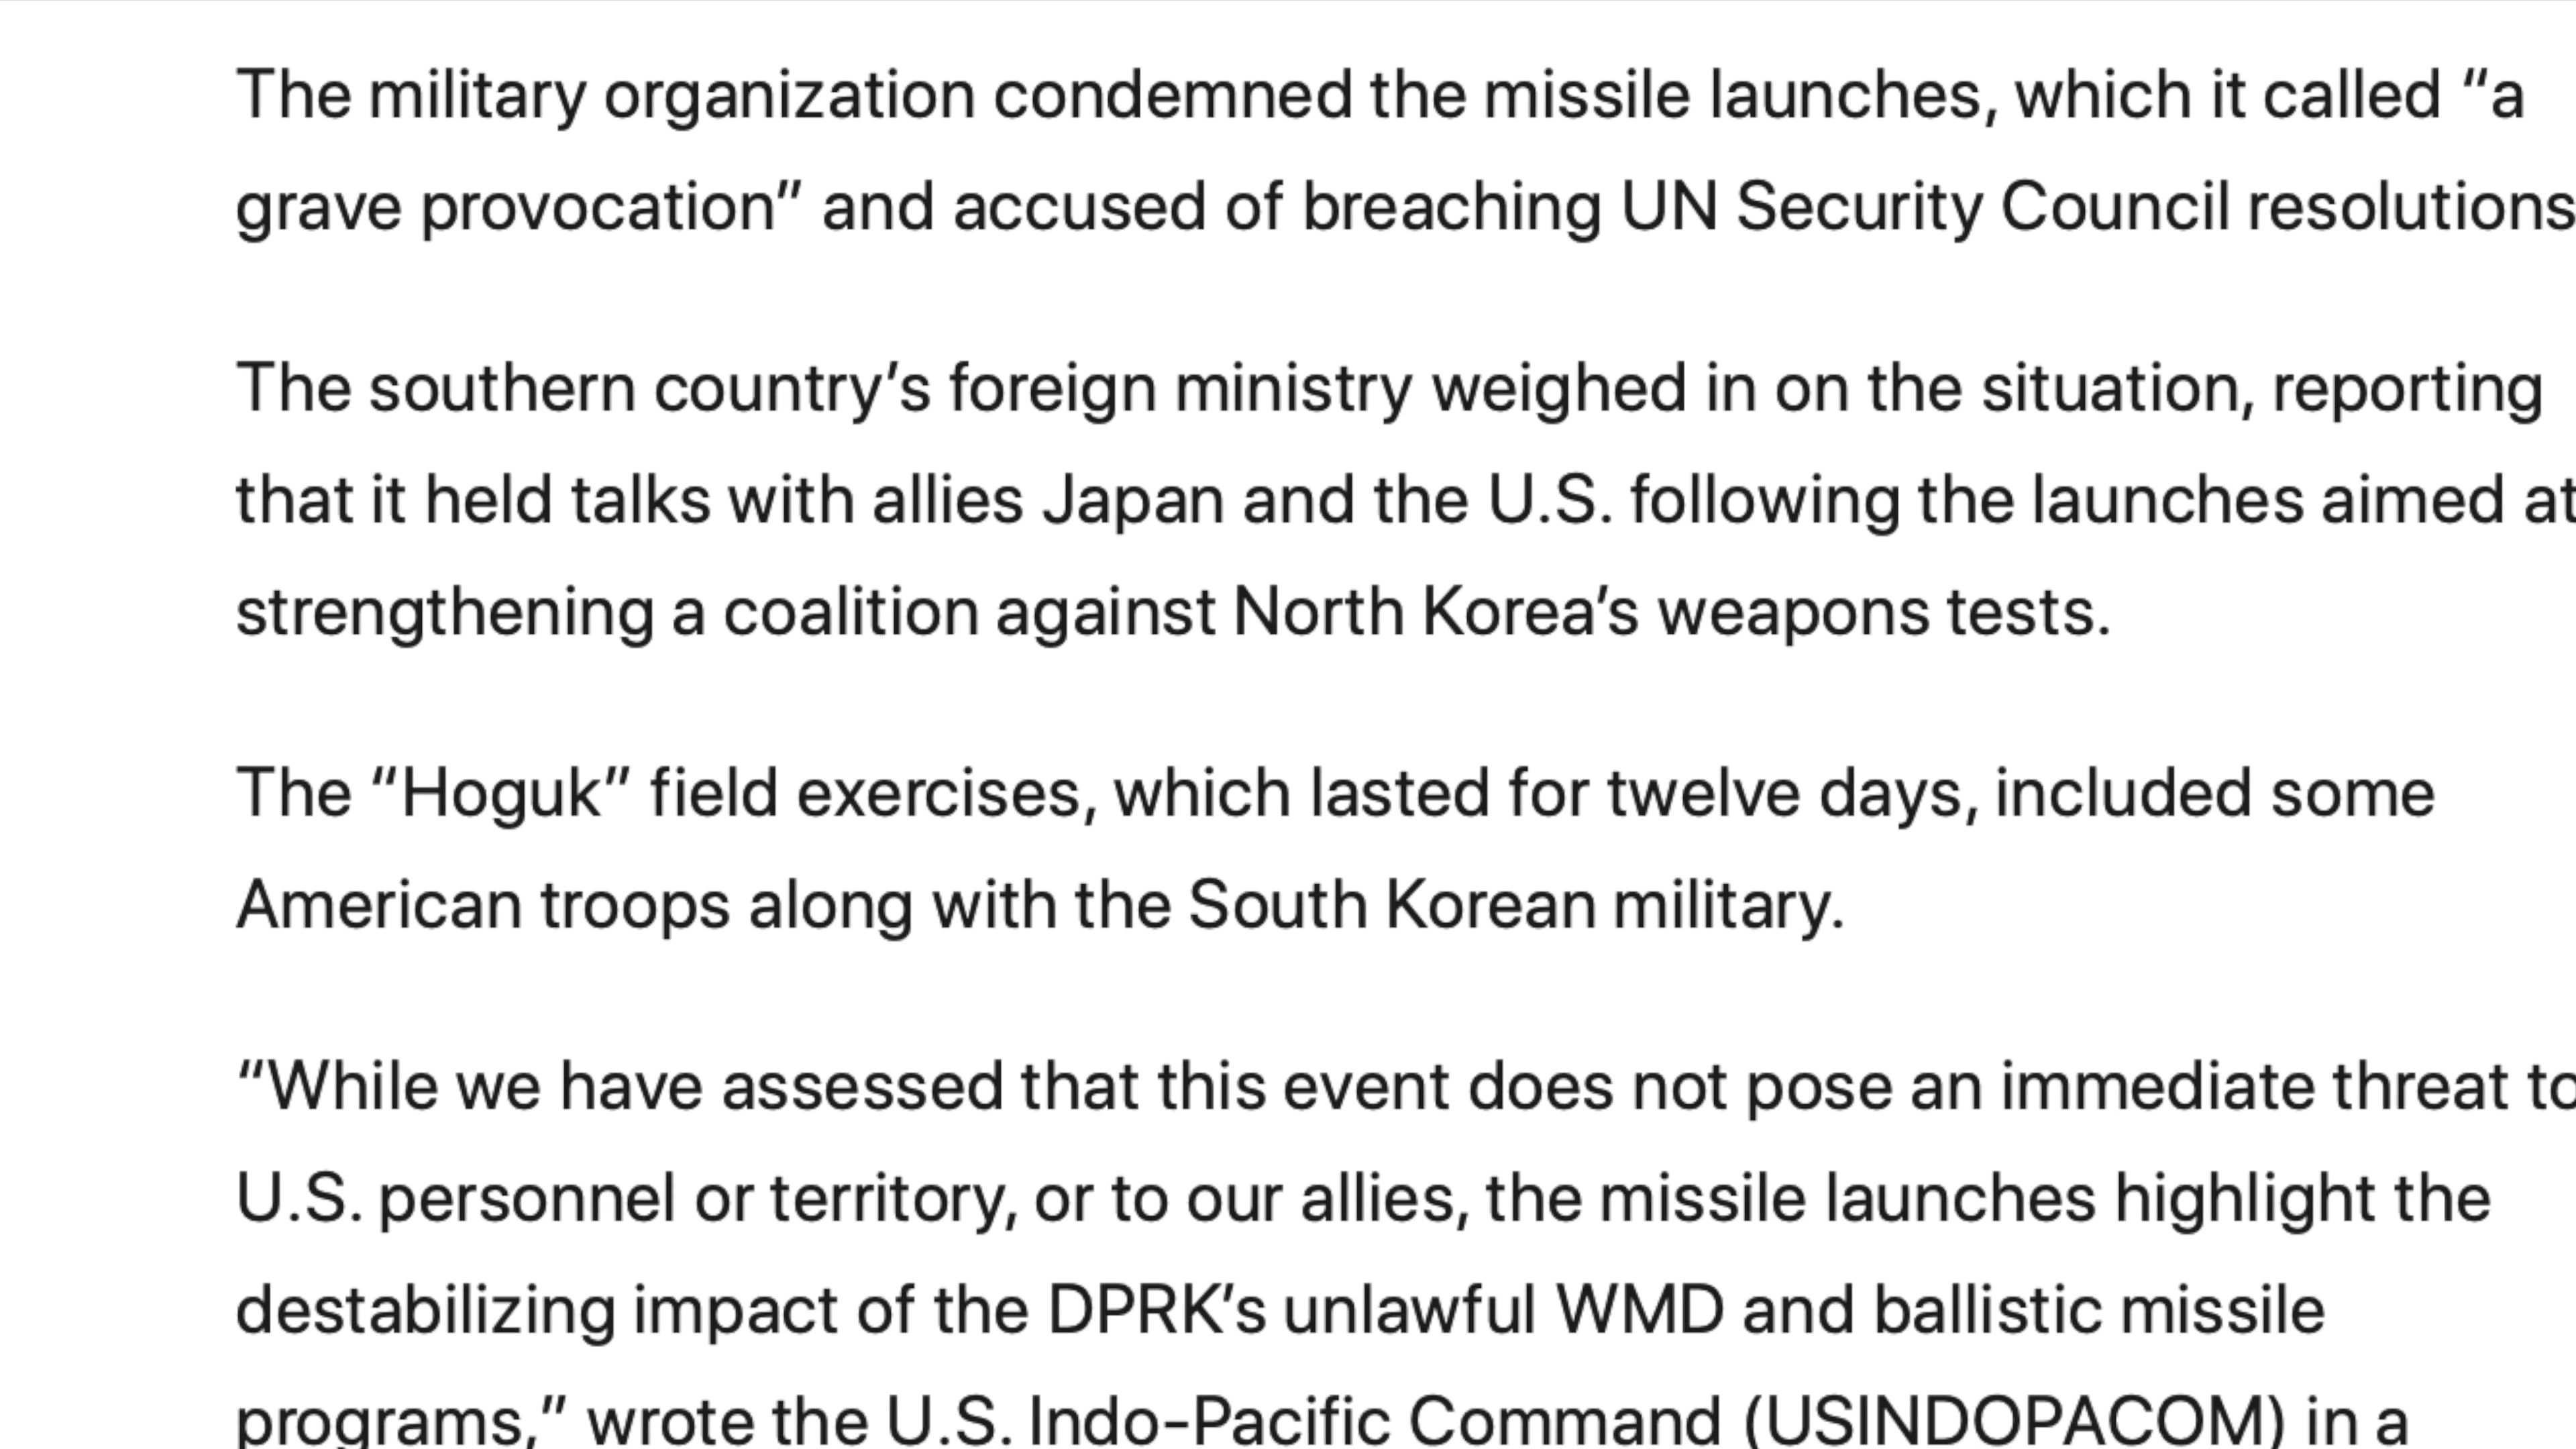 The military organization condemned the missile launches, which it called “a
grave provocation” and accused of breaching UN Security Council resolutions
The southern country’s foreign ministry weighed in on the situation, reporting
that it held talks with allies Japan and the U.S. following the launches aimed at
strengthening a coalition against North Korea’s weapons tests.
The “Hoguk” field exercises, which lasted for twelve days, included some
American troops along with the South Korean military.
“While we have assessed that this event does not pose an immediate threat to
U.S. personnel or territory, or to our allies, the missile launches highlight the
destabilizing impact of the DPRK’s unlawful WMD and ballistic missile
programs,” wrote the U.S. Indo-Pacific Command (USINDOPACOM) in a